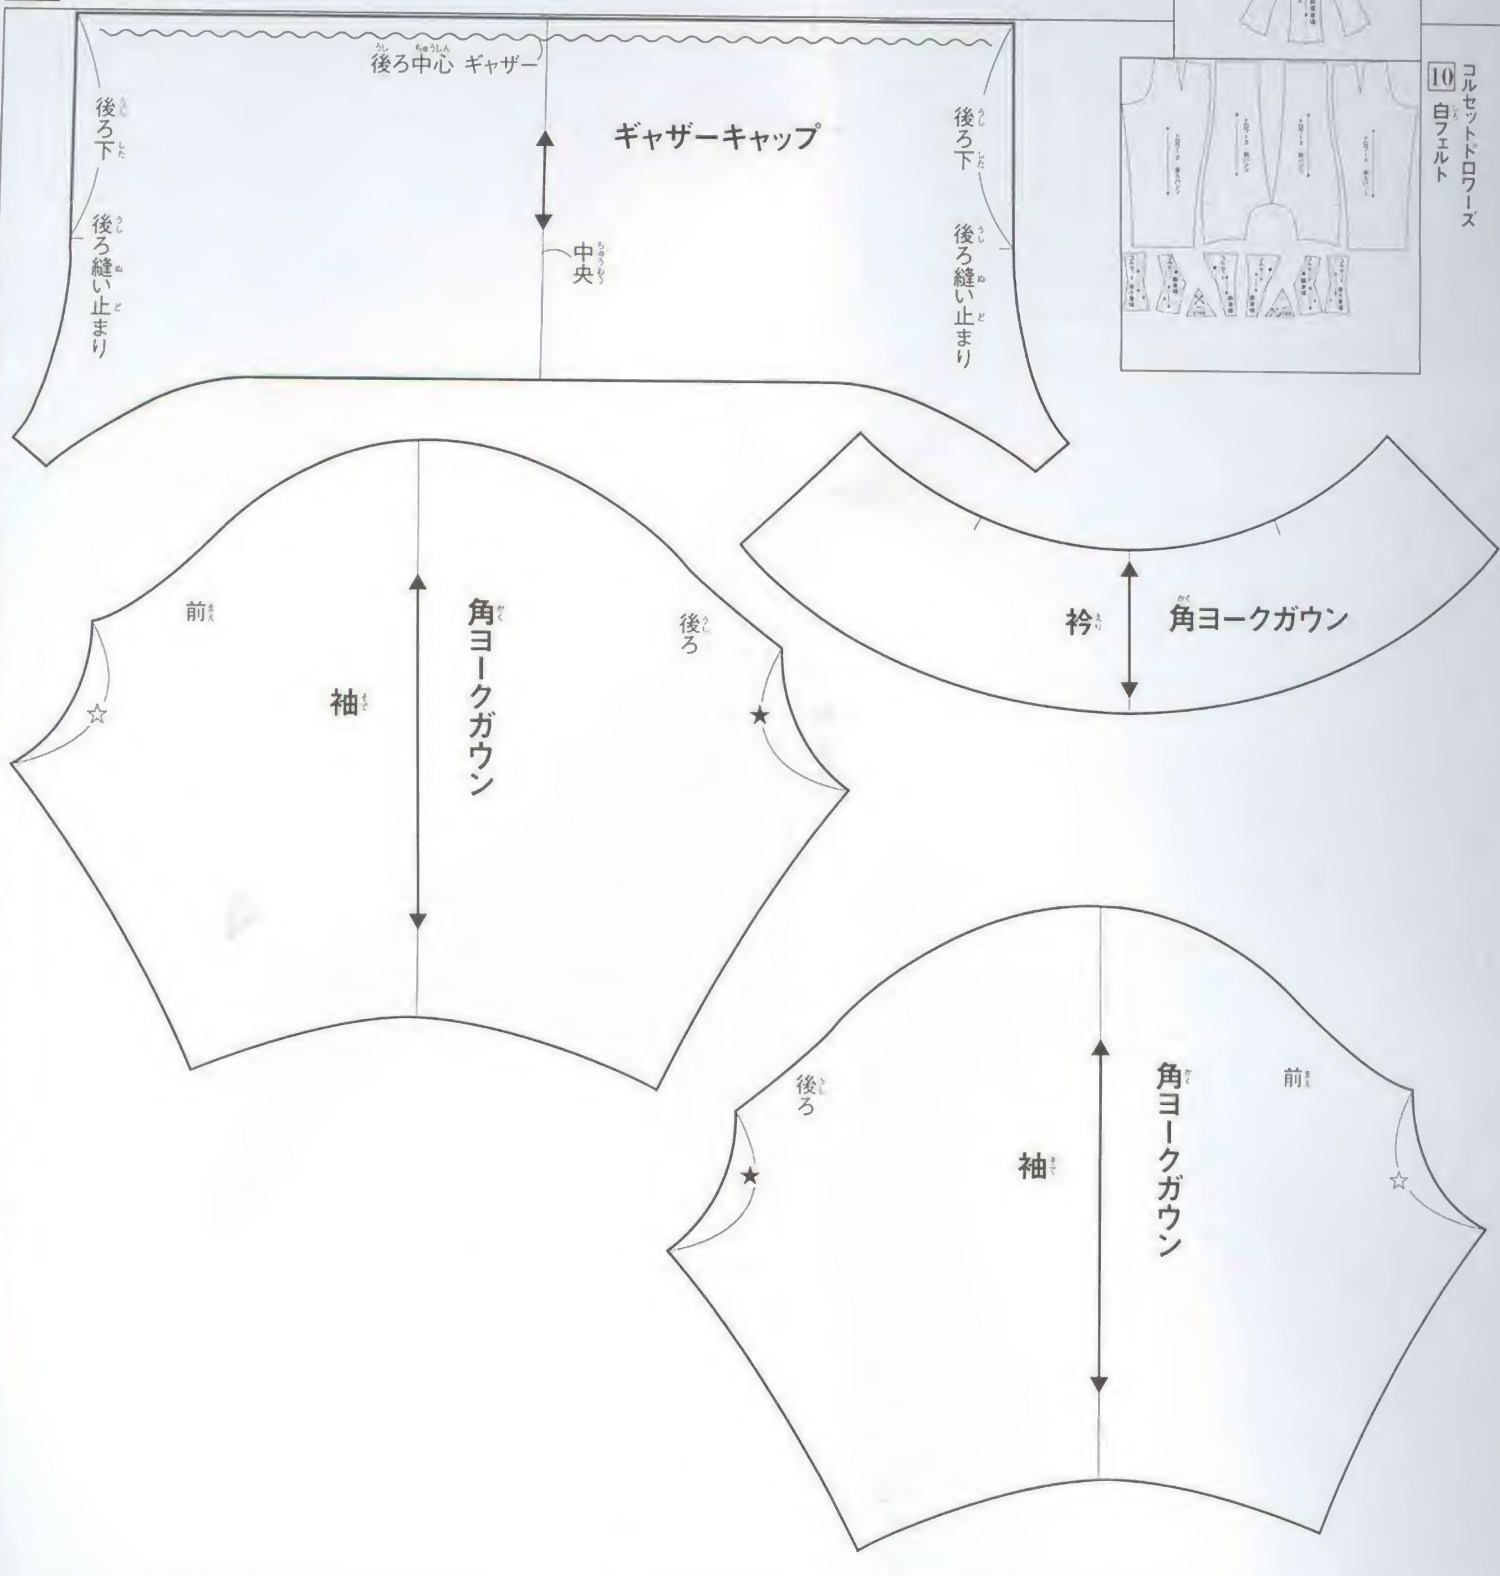 後ろ中心 ギャザー
ギャザーキャップ
後ろ下
後ろ縫い止まり
中央
後ろ下
後ろ縫い止まり
コルセットドロワーズ
10 白フェルト
前
袖
角ヨークガウン
後ろ
☆
★
衿
角ヨークガウン
後ろ
袖
角ヨークガウン
前
★
☆